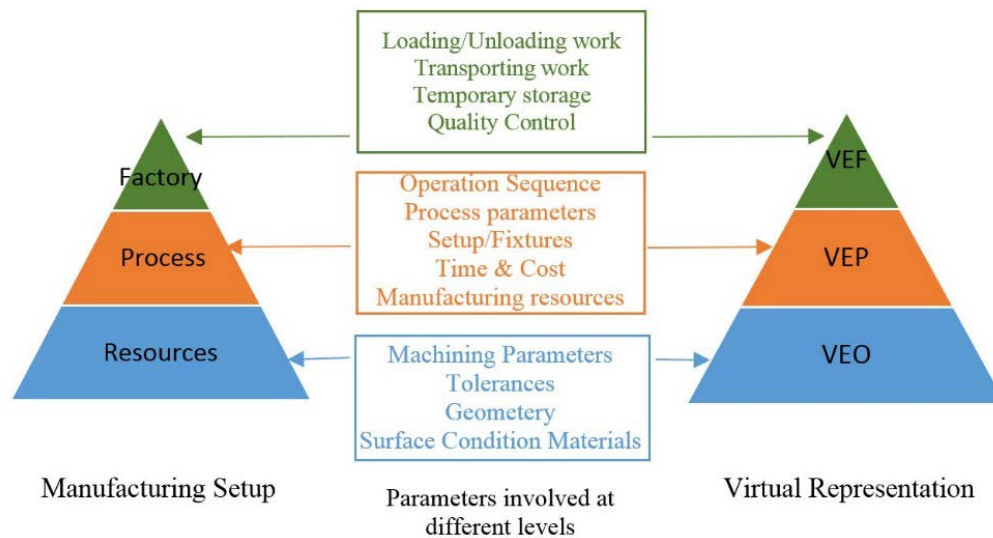 Loading/Unloading work
Transporting work
Temporary storage
Quality Control
Factory
VEF
Operation Sequence
Process parameters
Setup/Fixtures
Time & Cost
Manufacturing resources
Process
VEP
Machining Parameters
Tolerances
Geometery
Surface Condition Materials
Resources
VEO
Manufacturing Setup
Parameters involved at
different levels
Virtual Representation